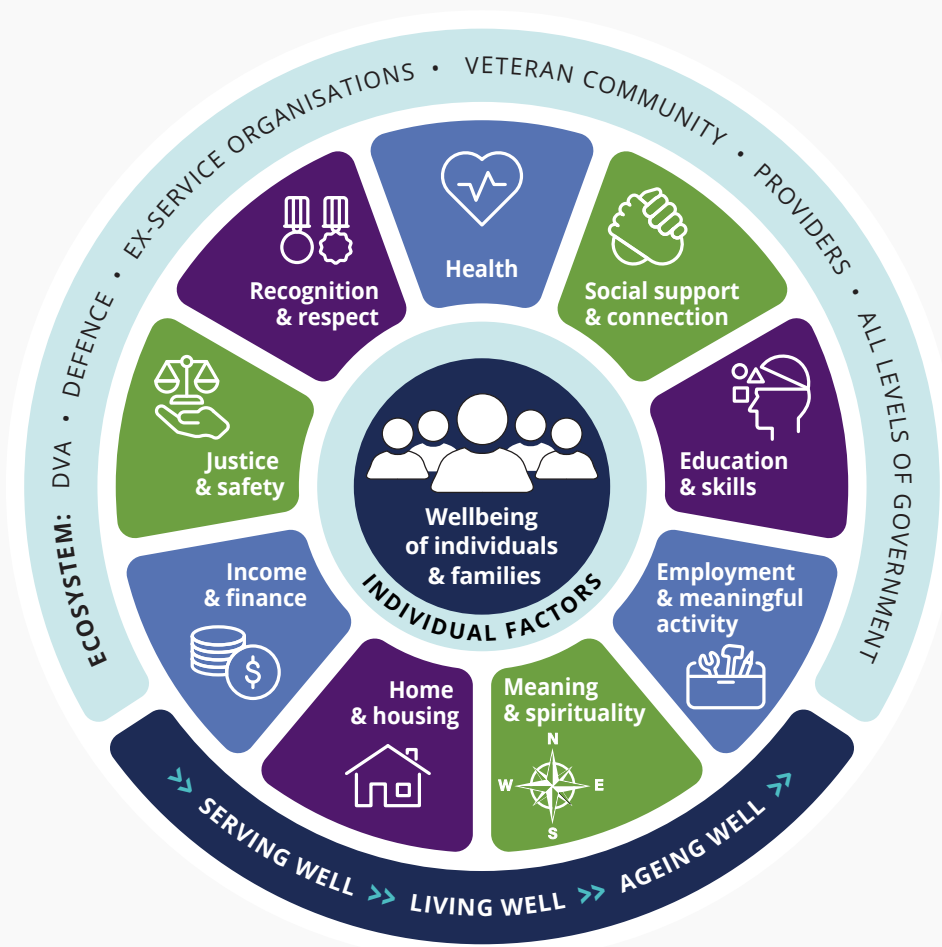 ECOSYSTEM: DVA • DEFENCE • EX-SERVICE ORGANISATIONS • VETERAN COMMUNITY • PROVIDERS • ALL LEVELS OF GOVERNMENT
Health
Social support
& connection
Education
& skills
Employment
& meaningful
activity
Meaning
& spirituality
N
W
E
S
Home
& housing
Income
& finance
$
Justice
& safety
Recognition
& respect
Wellbeing
of individuals
& families
INDIVIDUAL FACTORS
>> SERVING WELL >> LIVING WELL >> AGEING WELL >>